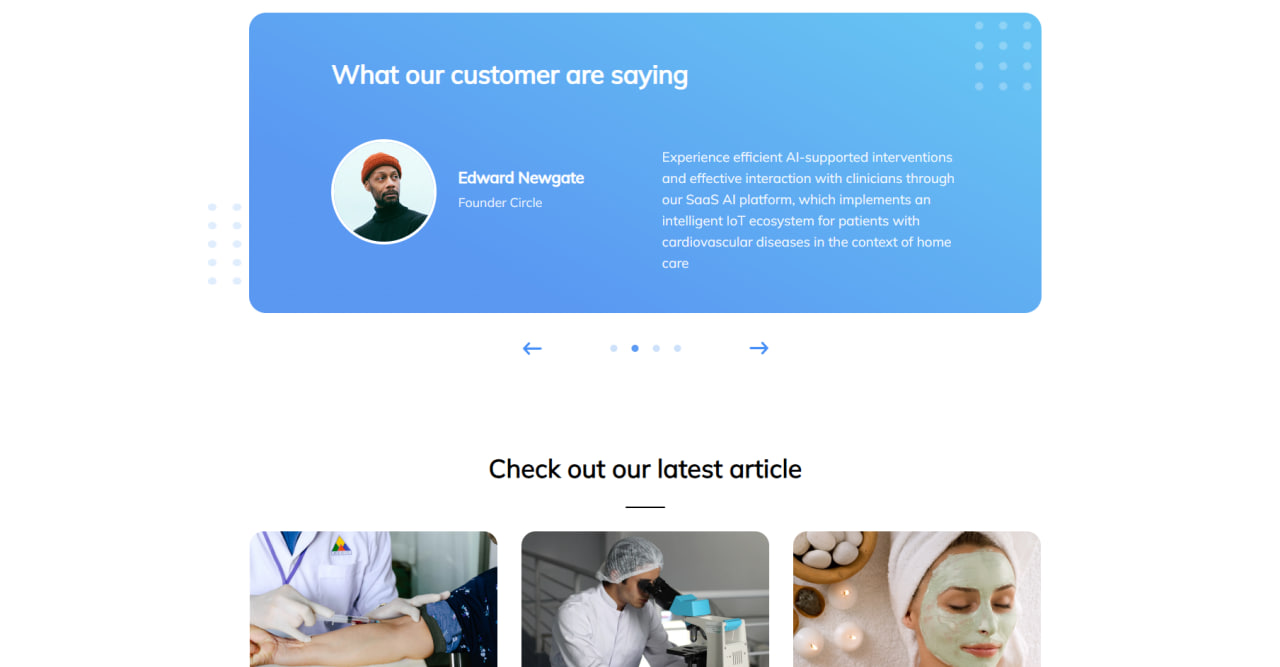 What our customer are saying
Edward Newgate
Founder Circle
Experience efficient AI-supported interventions
and effective interaction with clinicians through
our SaaS AI platform, which implements an
intelligent IoT ecosystem for patients with
cardiovascular diseases in the context of home
care
Check out our latest article